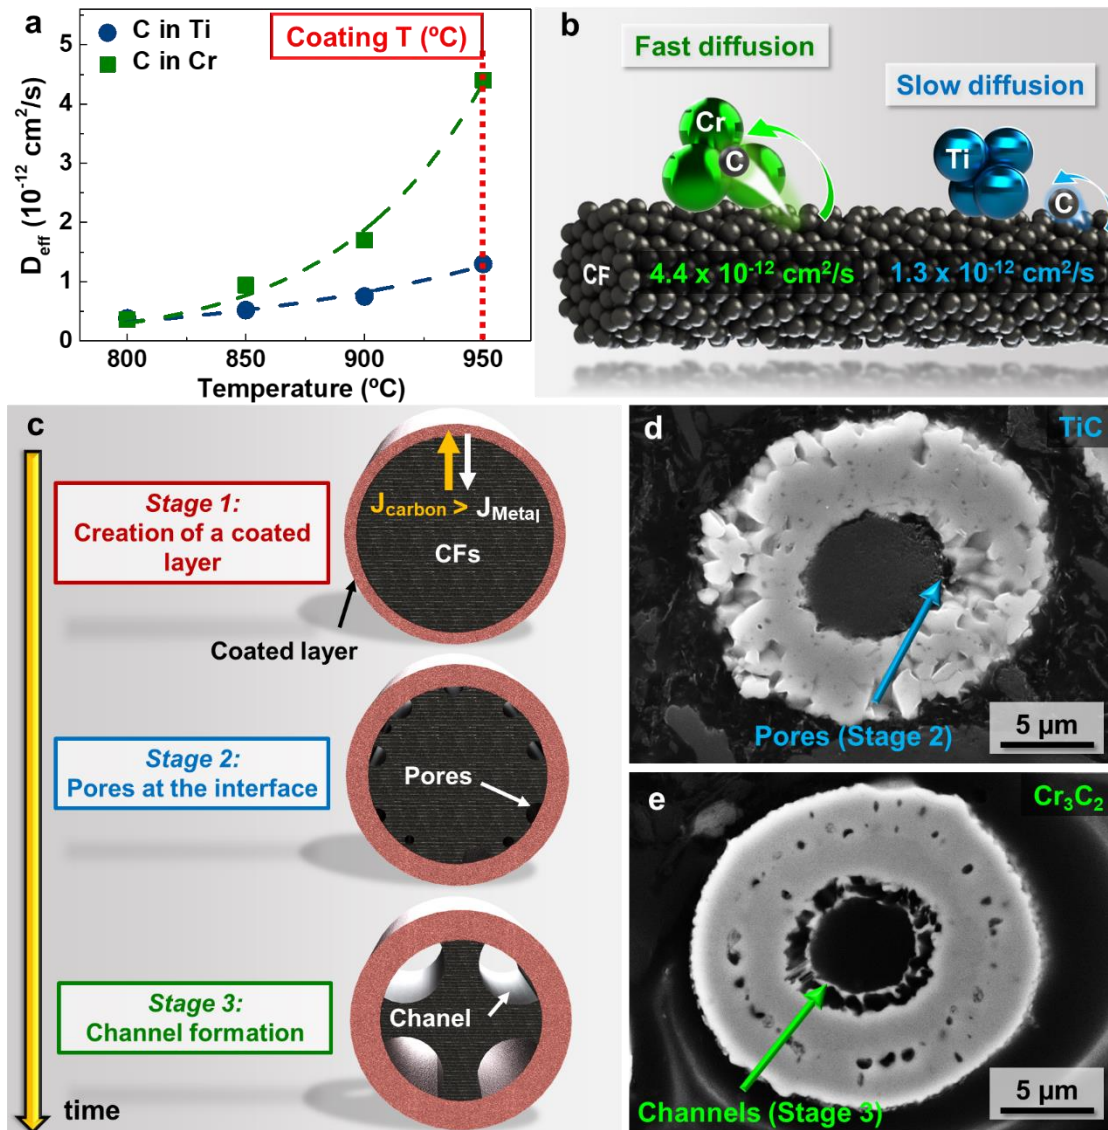 a
C in Ti
C in Cr
Coating T (ºC)
5
4
3
2
1
0
D_eff (10⁻¹² cm²/s)
800
850
900
950
Temperature (ºC)
b
Fast diffusion
Slow diffusion
Cr
C
Ti
C
CF
4.4 x 10⁻¹² cm²/s
1.3 x 10⁻¹² cm²/s
c
Stage 1:
Creation of a coated
layer
J_carbon > J_Metal
CFs
Coated layer
Stage 2:
Pores at the interface
Pores
Stage 3:
Channel formation
Chanel
time
d
TiC
Pores (Stage 2)
5 µm
e
Cr₃C₂
Channels (Stage 3)
5 µm